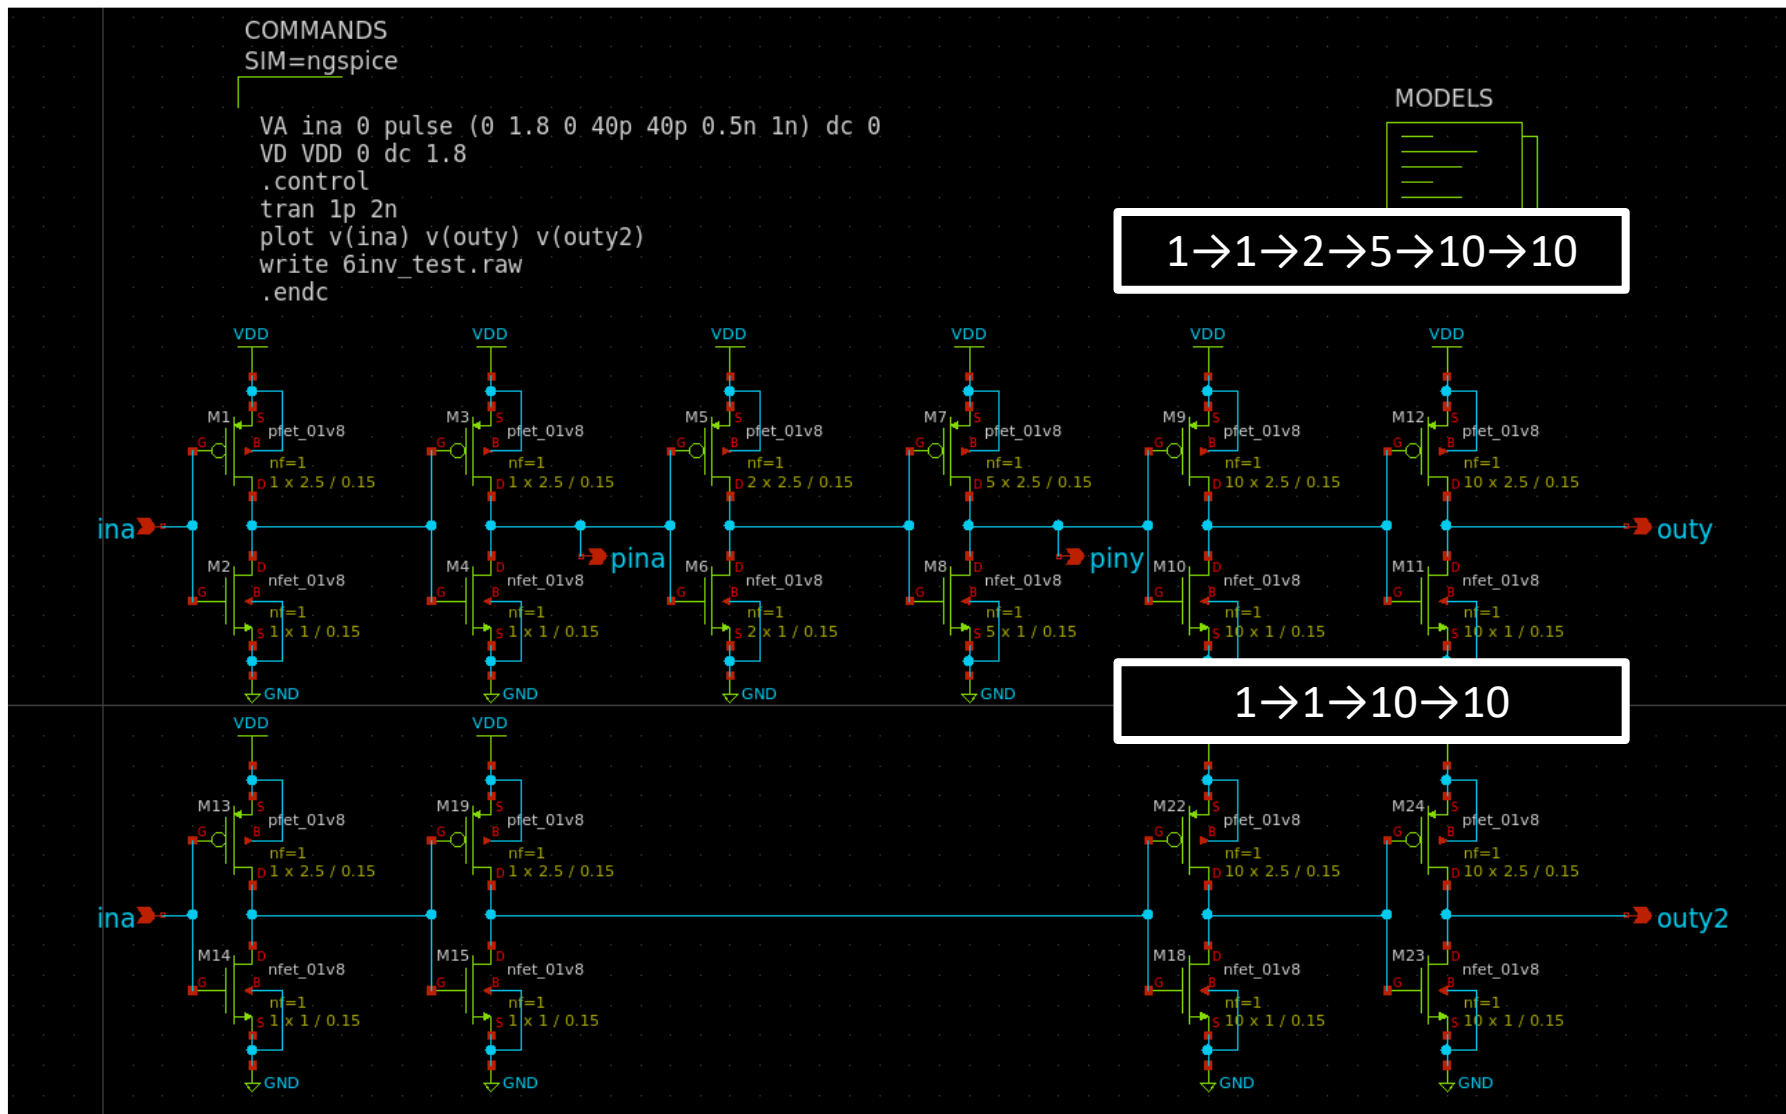 COMMANDS
SIM=ngspice
VA ina 0 pulse (0 1.8 0 40p 40p 0.5n 1n) dc 0
VD VDD 0 dc 1.8
.control
tran 1p 2n
plot v(ina) v(outy) v(outy2)
write 6inv_test.raw
.endc
MODELS
1→1→2→5→10→10
VDD VDD VDD VDD VDD VDD
M1 S M3 S M5 S M7 S M9 S M12 S
pfet_01v8 pfet_01v8 pfet_01v8 pfet_01v8 pfet_01v8 pfet_01v8
G B G B G B G B G B G B
nf=1 nf=1 nf=1 nf=1 nf=1 nf=1
D 1 x 2.5 / 0.15 D 1 x 2.5 / 0.15 D 2 x 2.5 / 0.15 D 5 x 2.5 / 0.15 D 10 x 2.5 / 0.15 D 10 x 2.5 / 0.15
ina outy
pina piny
M2 D M4 D M6 D M8 D M10 D M11 D
nfet_01v8 nfet_01v8 nfet_01v8 nfet_01v8 nfet_01v8 nfet_01v8
G B G B G B G B G B G B
nf=1 nf=1 nf=1 nf=1 nf=1 nf=1
S 1 x 1 / 0.15 S 1 x 1 / 0.15 S 2 x 1 / 0.15 S 5 x 1 / 0.15 S 10 x 1 / 0.15 S 10 x 1 / 0.15
GND GND GND GND
1→1→10→10
VDD VDD
M13 S M19 S M22 S M24 S
pfet_01v8 pfet_01v8 pfet_01v8 pfet_01v8
G B G B G B G B
nf=1 nf=1 nf=1 nf=1
D 1 x 2.5 / 0.15 D 1 x 2.5 / 0.15 D 10 x 2.5 / 0.15 D 10 x 2.5 / 0.15
ina outy2
M14 D M15 D M18 D M23 D
nfet_01v8 nfet_01v8 nfet_01v8 nfet_01v8
G B G B G B G B
nf=1 nf=1 nf=1 nf=1
S 1 x 1 / 0.15 S 1 x 1 / 0.15 S 10 x 1 / 0.15 S 10 x 1 / 0.15
GND GND GND GND